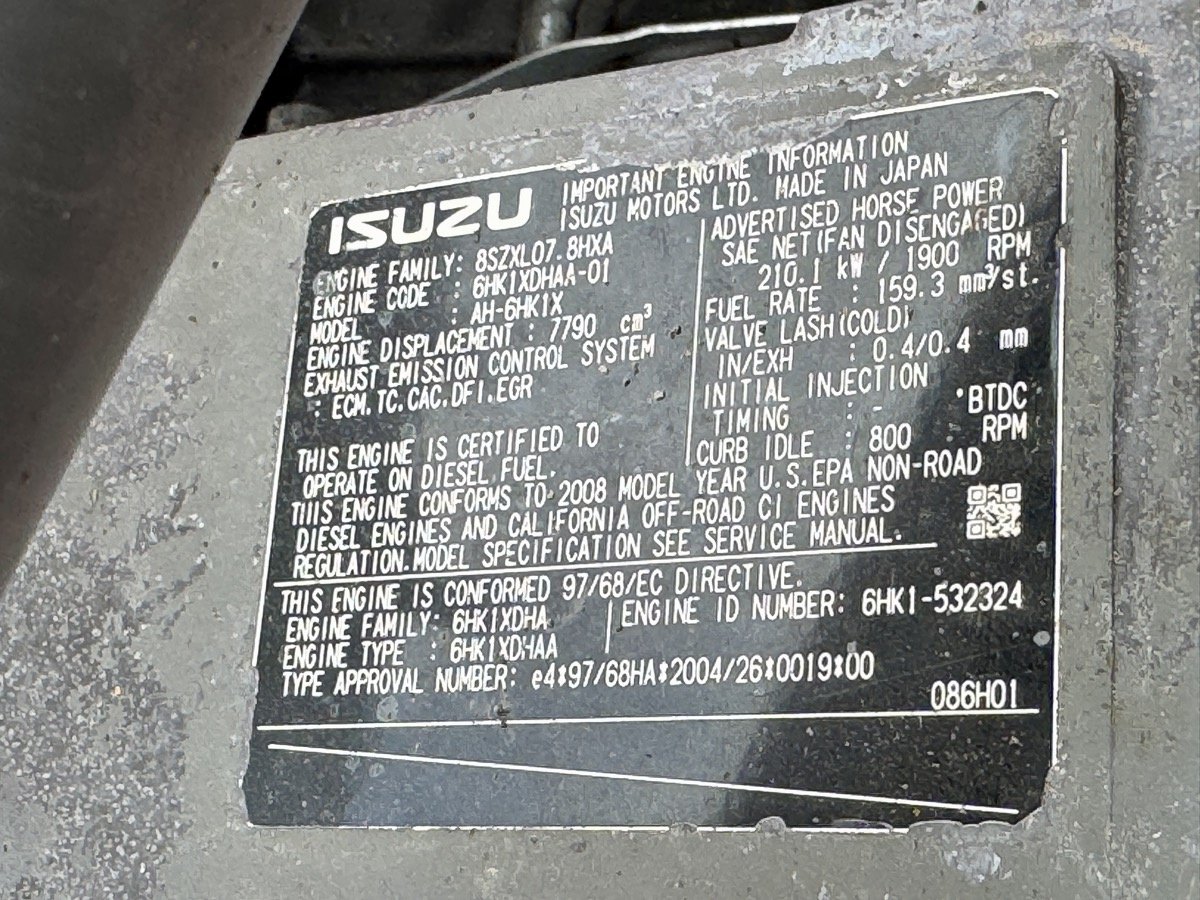 ISUZU
IMPORTANT ENGINE INFORMATION
ISUZU MOTORS LTD. MADE IN JAPAN
ENGINE FAMILY: 8SZXL07.8HXA
ENGINE CODE : 6HK1XDHAA-01
MODEL : AH-6HK1X
ENGINE DISPLACEMENT : 7790 cm³
EXHAUST EMISSION CONTROL SYSTEM
: ECM.TC.CAC.DFI.EGR
ADVERTISED HORSE POWER
SAE NET(FAN DISENGAGED)
210.1 kW / 1900 RPM
FUEL RATE : 159.3 mm³/st.
VALVE LASH(COLD)
IN/EXH : 0.4/0.4 mm
INITIAL INJECTION
TIMING : - °BTDC
CURB IDLE : 800 RPM
THIS ENGINE IS CERTIFIED TO
OPERATE ON DIESEL FUEL.
THIS ENGINE CONFORMS TO 2008 MODEL YEAR U.S.EPA NON-ROAD
DIESEL ENGINES AND CALIFORNIA OFF-ROAD CI ENGINES
REGULATION.MODEL SPECIFICATION SEE SERVICE MANUAL.
THIS ENGINE IS CONFORMED 97/68/EC DIRECTIVE.
ENGINE FAMILY: 6HK1XDHA
ENGINE TYPE : 6HK1XDHAA
ENGINE ID NUMBER: 6HK1-532324
TYPE APPROVAL NUMBER: e4*97/68HA*2004/26*0019*00
086H01